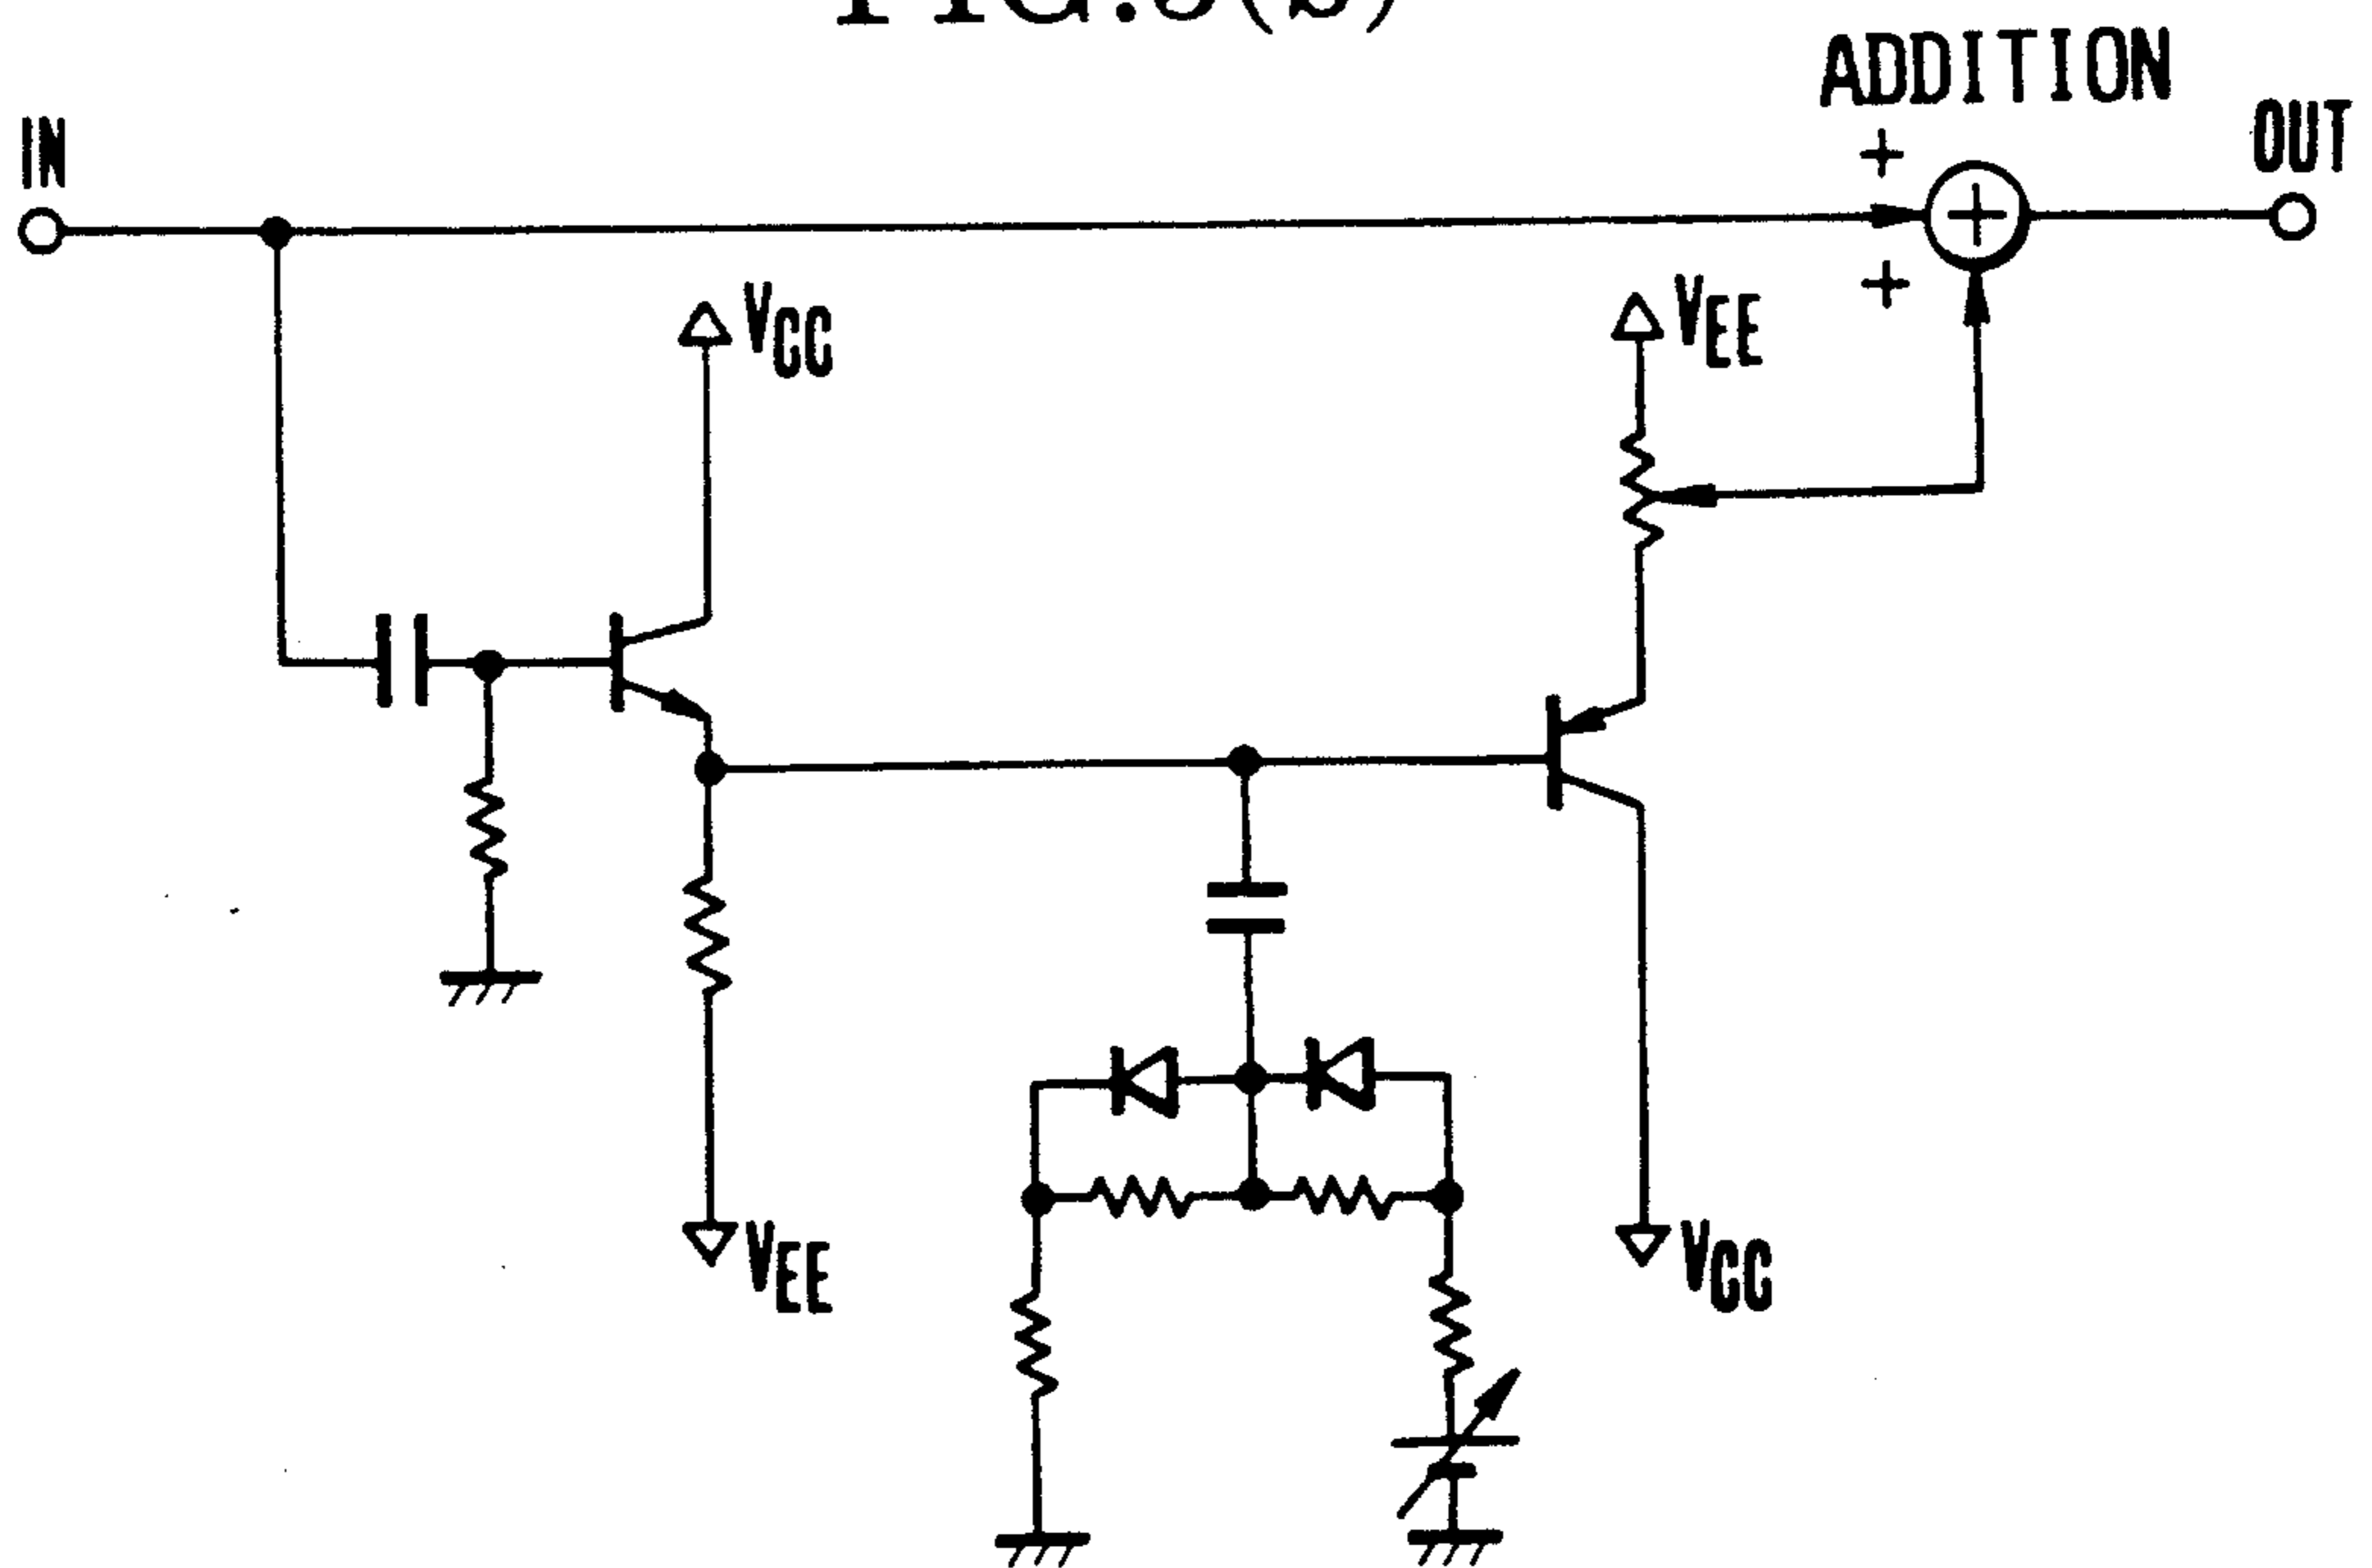 ADDITION
IN
OUT
+
+
+
VCC
VEE
VEE
VCC